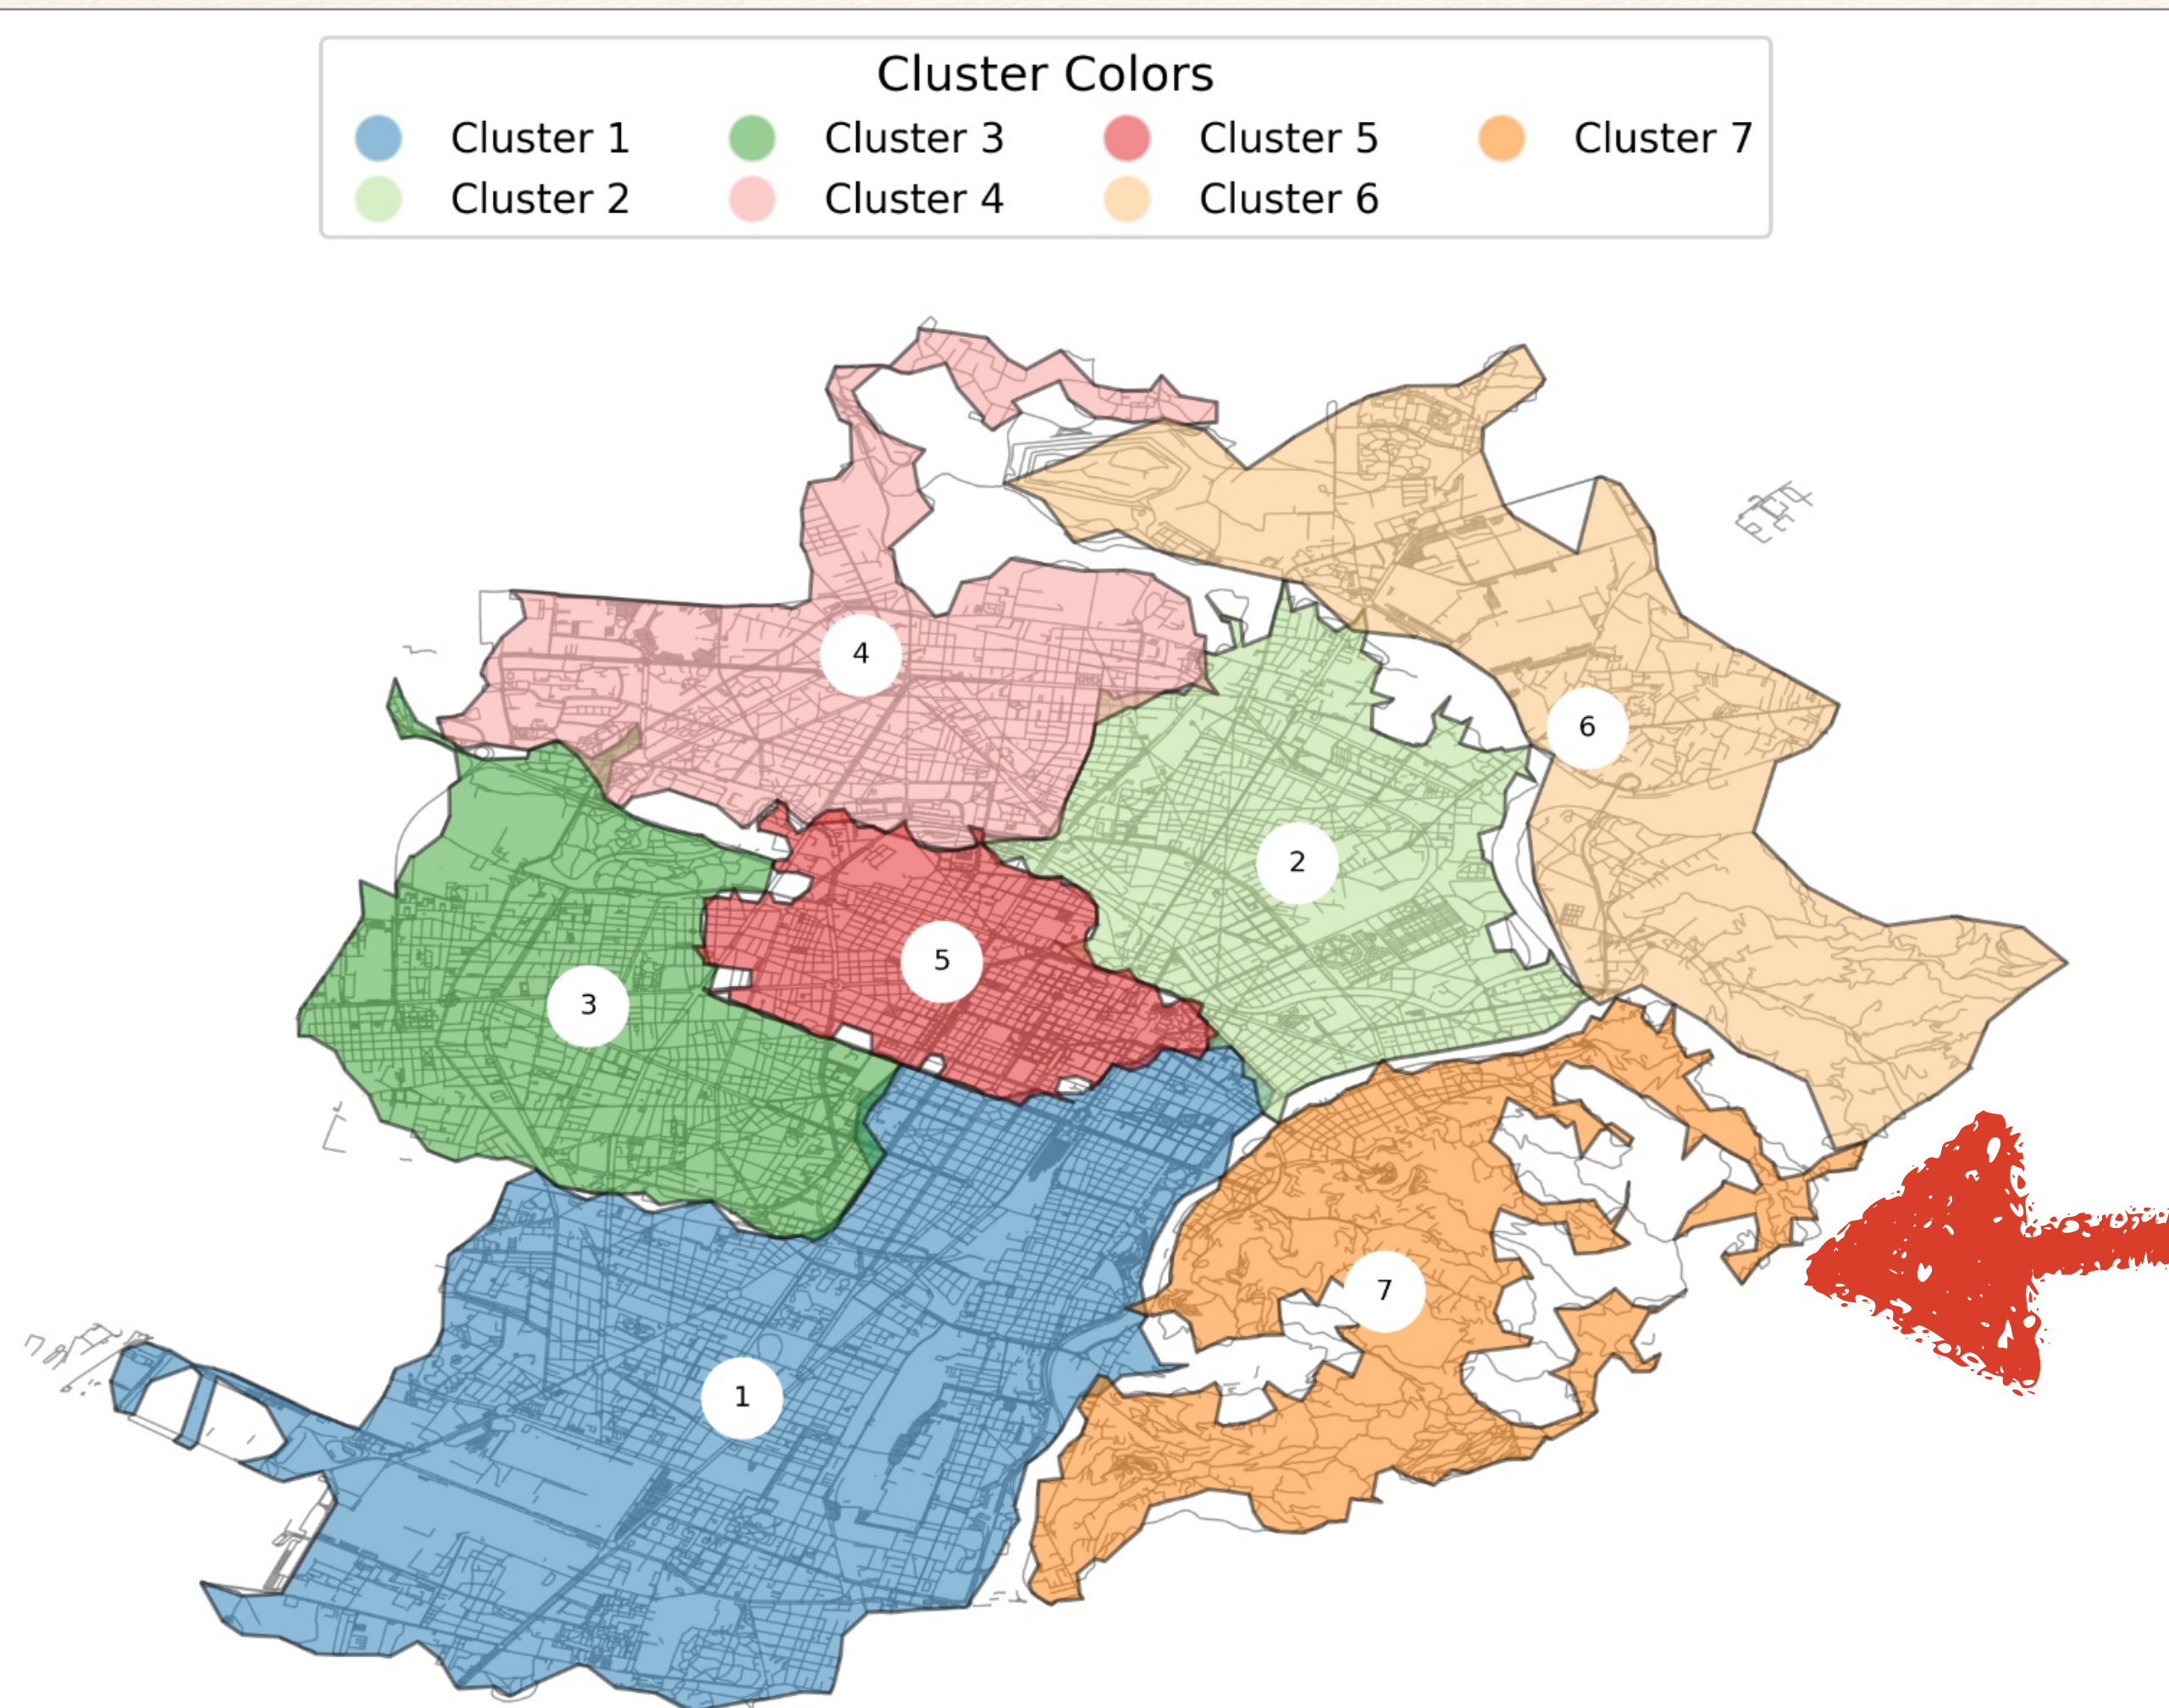 Cluster Colors
Cluster 1
Cluster 3
Cluster 5
Cluster 7
Cluster 2
Cluster 4
Cluster 6
4
6
2
5
3
7
1